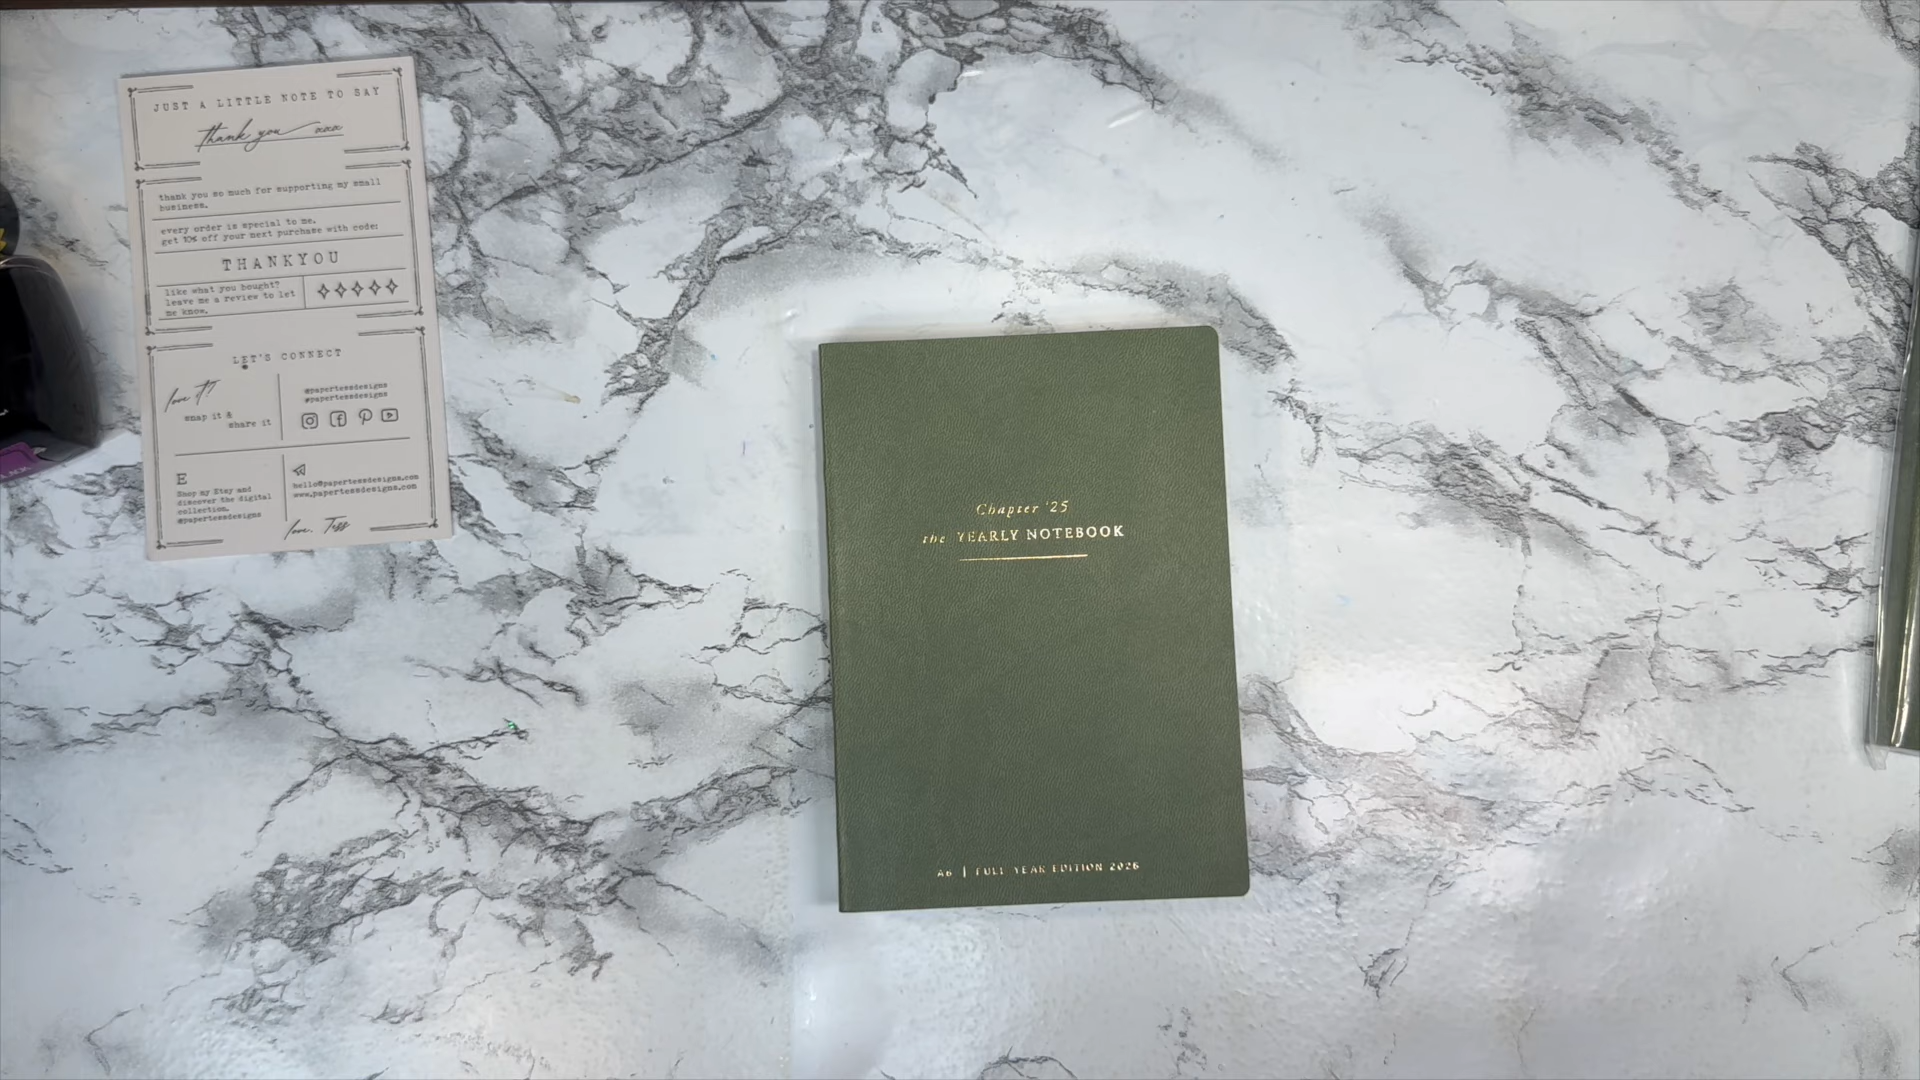 JUST A LITTLE NOTE TO SAY
thank you xxx
thank you so much for supporting my small
business.
every order is special to me.
get 10% off your next purchase with code:
THANKYOU
like what you bought?
leave me a review to let
me know.
LET'S CONNECT
love it?
snap it &
share it
@papertessdesigns
@papertessdesigns
E
Shop my Etsy and
discover the digital
collection.
@papertessdesigns
hello@papertessdesigns.com
www.papertessdesigns.com
love, Tess
Chapter '25
the YEARLY NOTEBOOK
A6 | FULL YEAR EDITION 2026